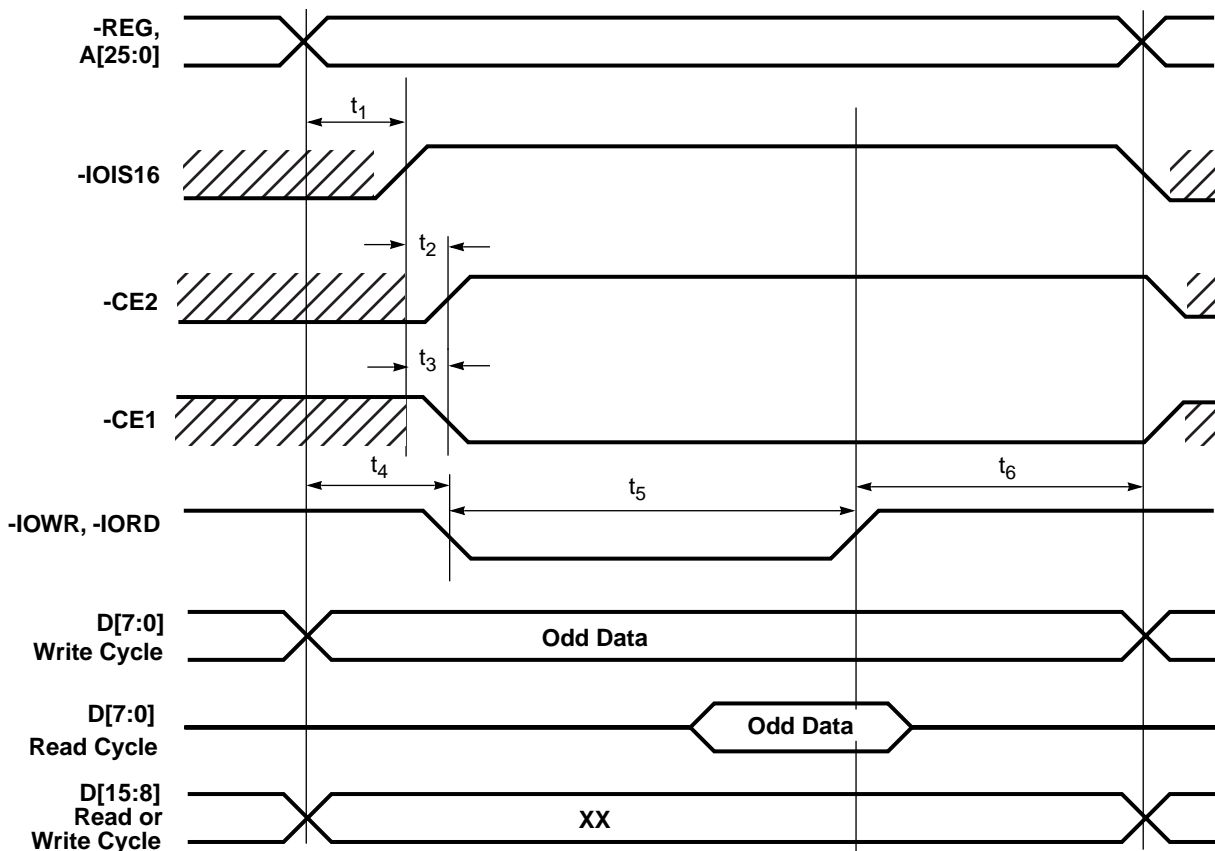 -REG,
A[25:0]
t1
-IOIS16
t2
-CE2
t3
-CE1
t4
t5
t6
-IOWR, -IORD
D[7:0]
Write Cycle
Odd Data
D[7:0]
Read Cycle
Odd Data
D[15:8]
Read or
Write Cycle
XX